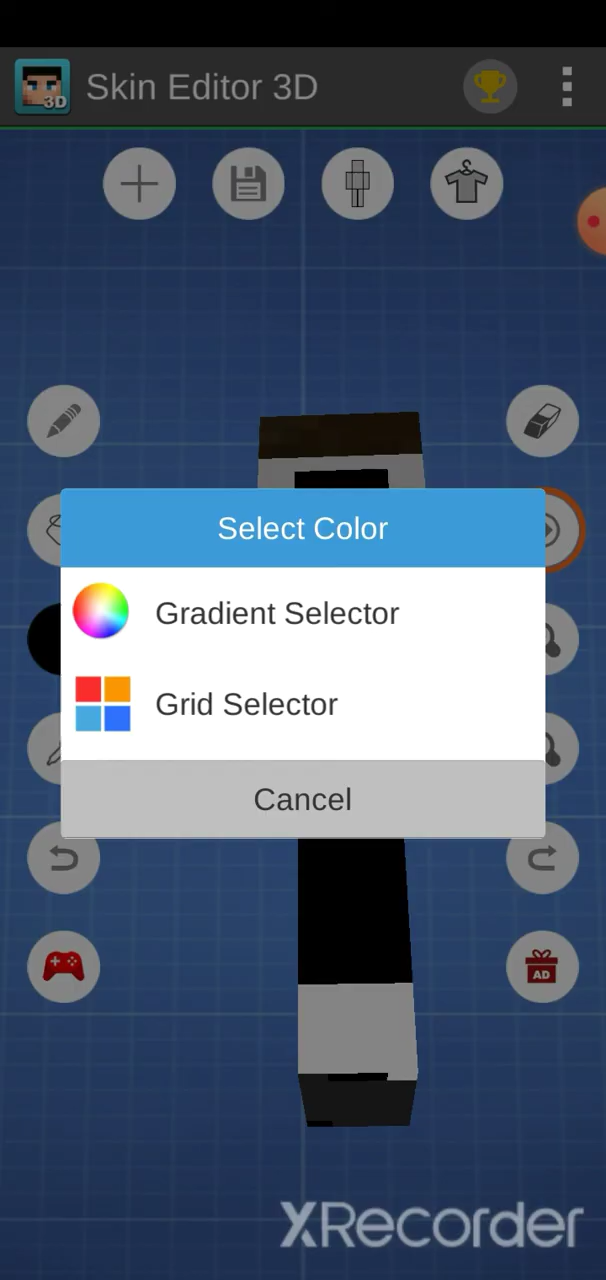 3D
Skin Editor 3D
Select Color
Gradient Selector
Grid Selector
Cancel
AD
XRecorder